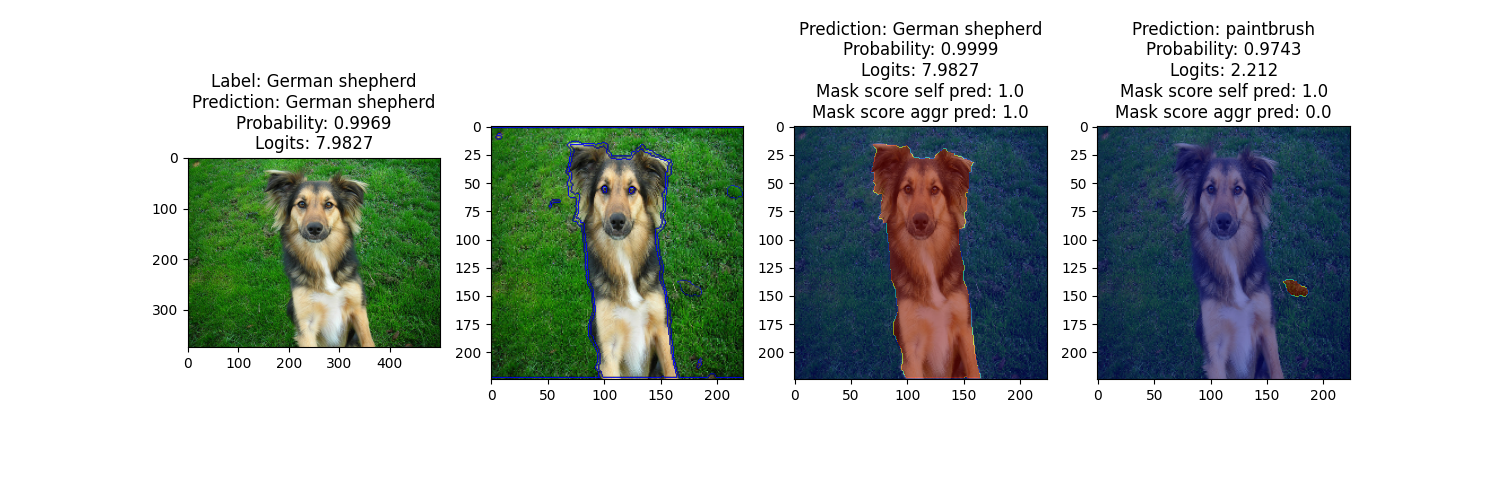 Label: German shepherd
Prediction: German shepherd
Probability: 0.9969
Logits: 7.9827
0
100
200
300
0 100 200 300 400
0
25
50
75
100
125
150
175
200
0 50 100 150 200
Prediction: German shepherd
Probability: 0.9999
Logits: 7.9827
Mask score self pred: 1.0
Mask score aggr pred: 1.0
0
25
50
75
100
125
150
175
200
0 50 100 150 200
Prediction: paintbrush
Probability: 0.9743
Logits: 2.212
Mask score self pred: 1.0
Mask score aggr pred: 0.0
0
25
50
75
100
125
150
175
200
0 50 100 150 200